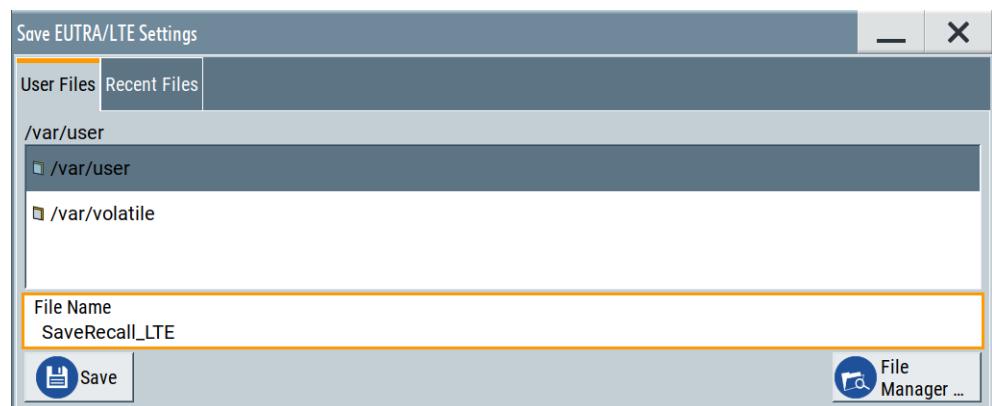 Save EUTRA/LTE Settings
User Files Recent Files
/var/user
/var/user
/var/volatile
File Name
SaveRecall_LTE
Save
File
Manager ...